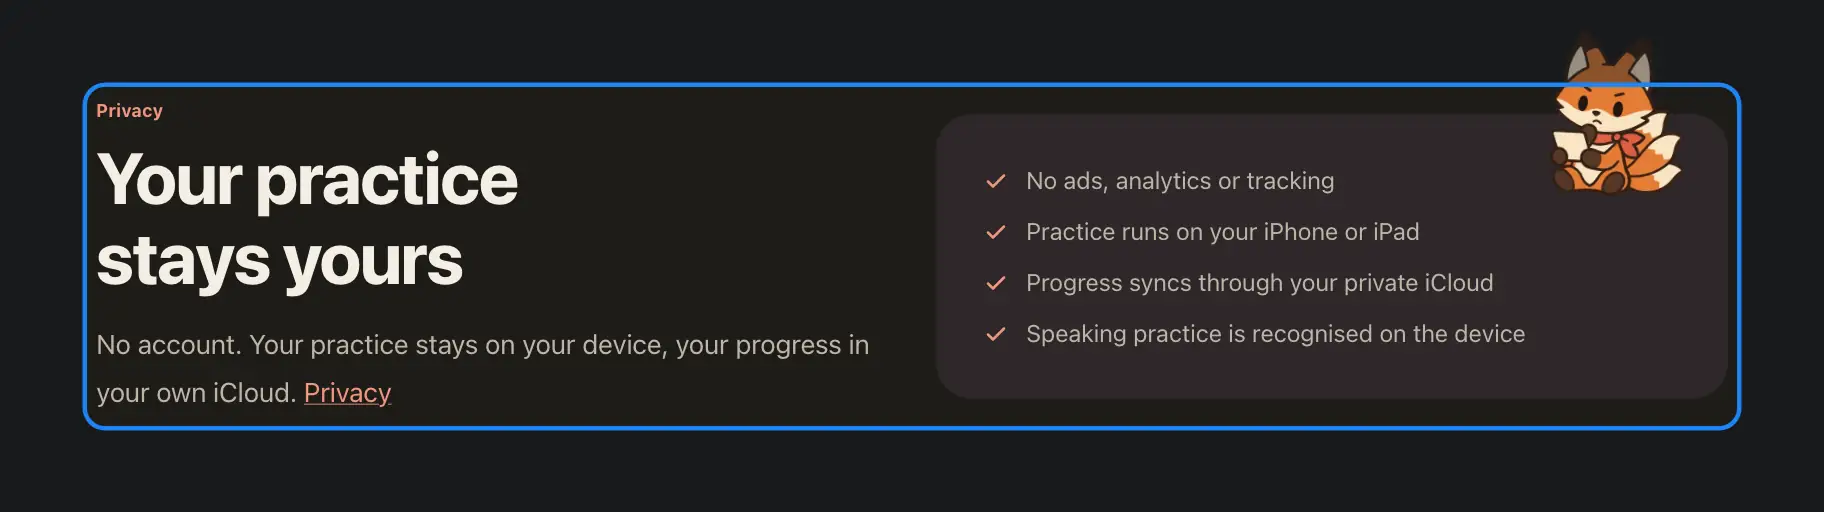 Privacy
Your practice
stays yours
No account. Your practice stays on your device, your progress in
your own iCloud. Privacy
No ads, analytics or tracking
Practice runs on your iPhone or iPad
Progress syncs through your private iCloud
Speaking practice is recognised on the device